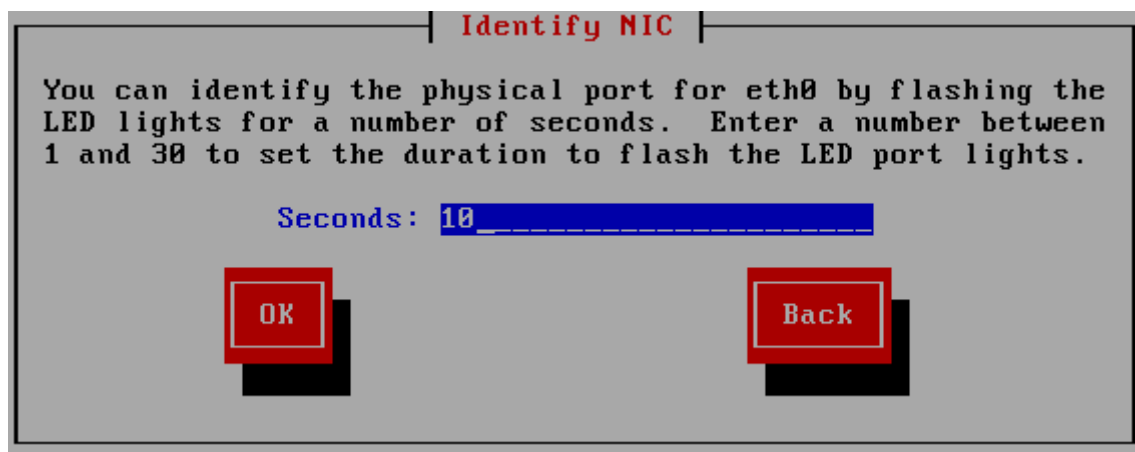 Identify NIC
You can identify the physical port for eth0 by flashing the
LED lights for a number of seconds.  Enter a number between
1 and 30 to set the duration to flash the LED port lights.
Seconds: 10_____________________
OK Back